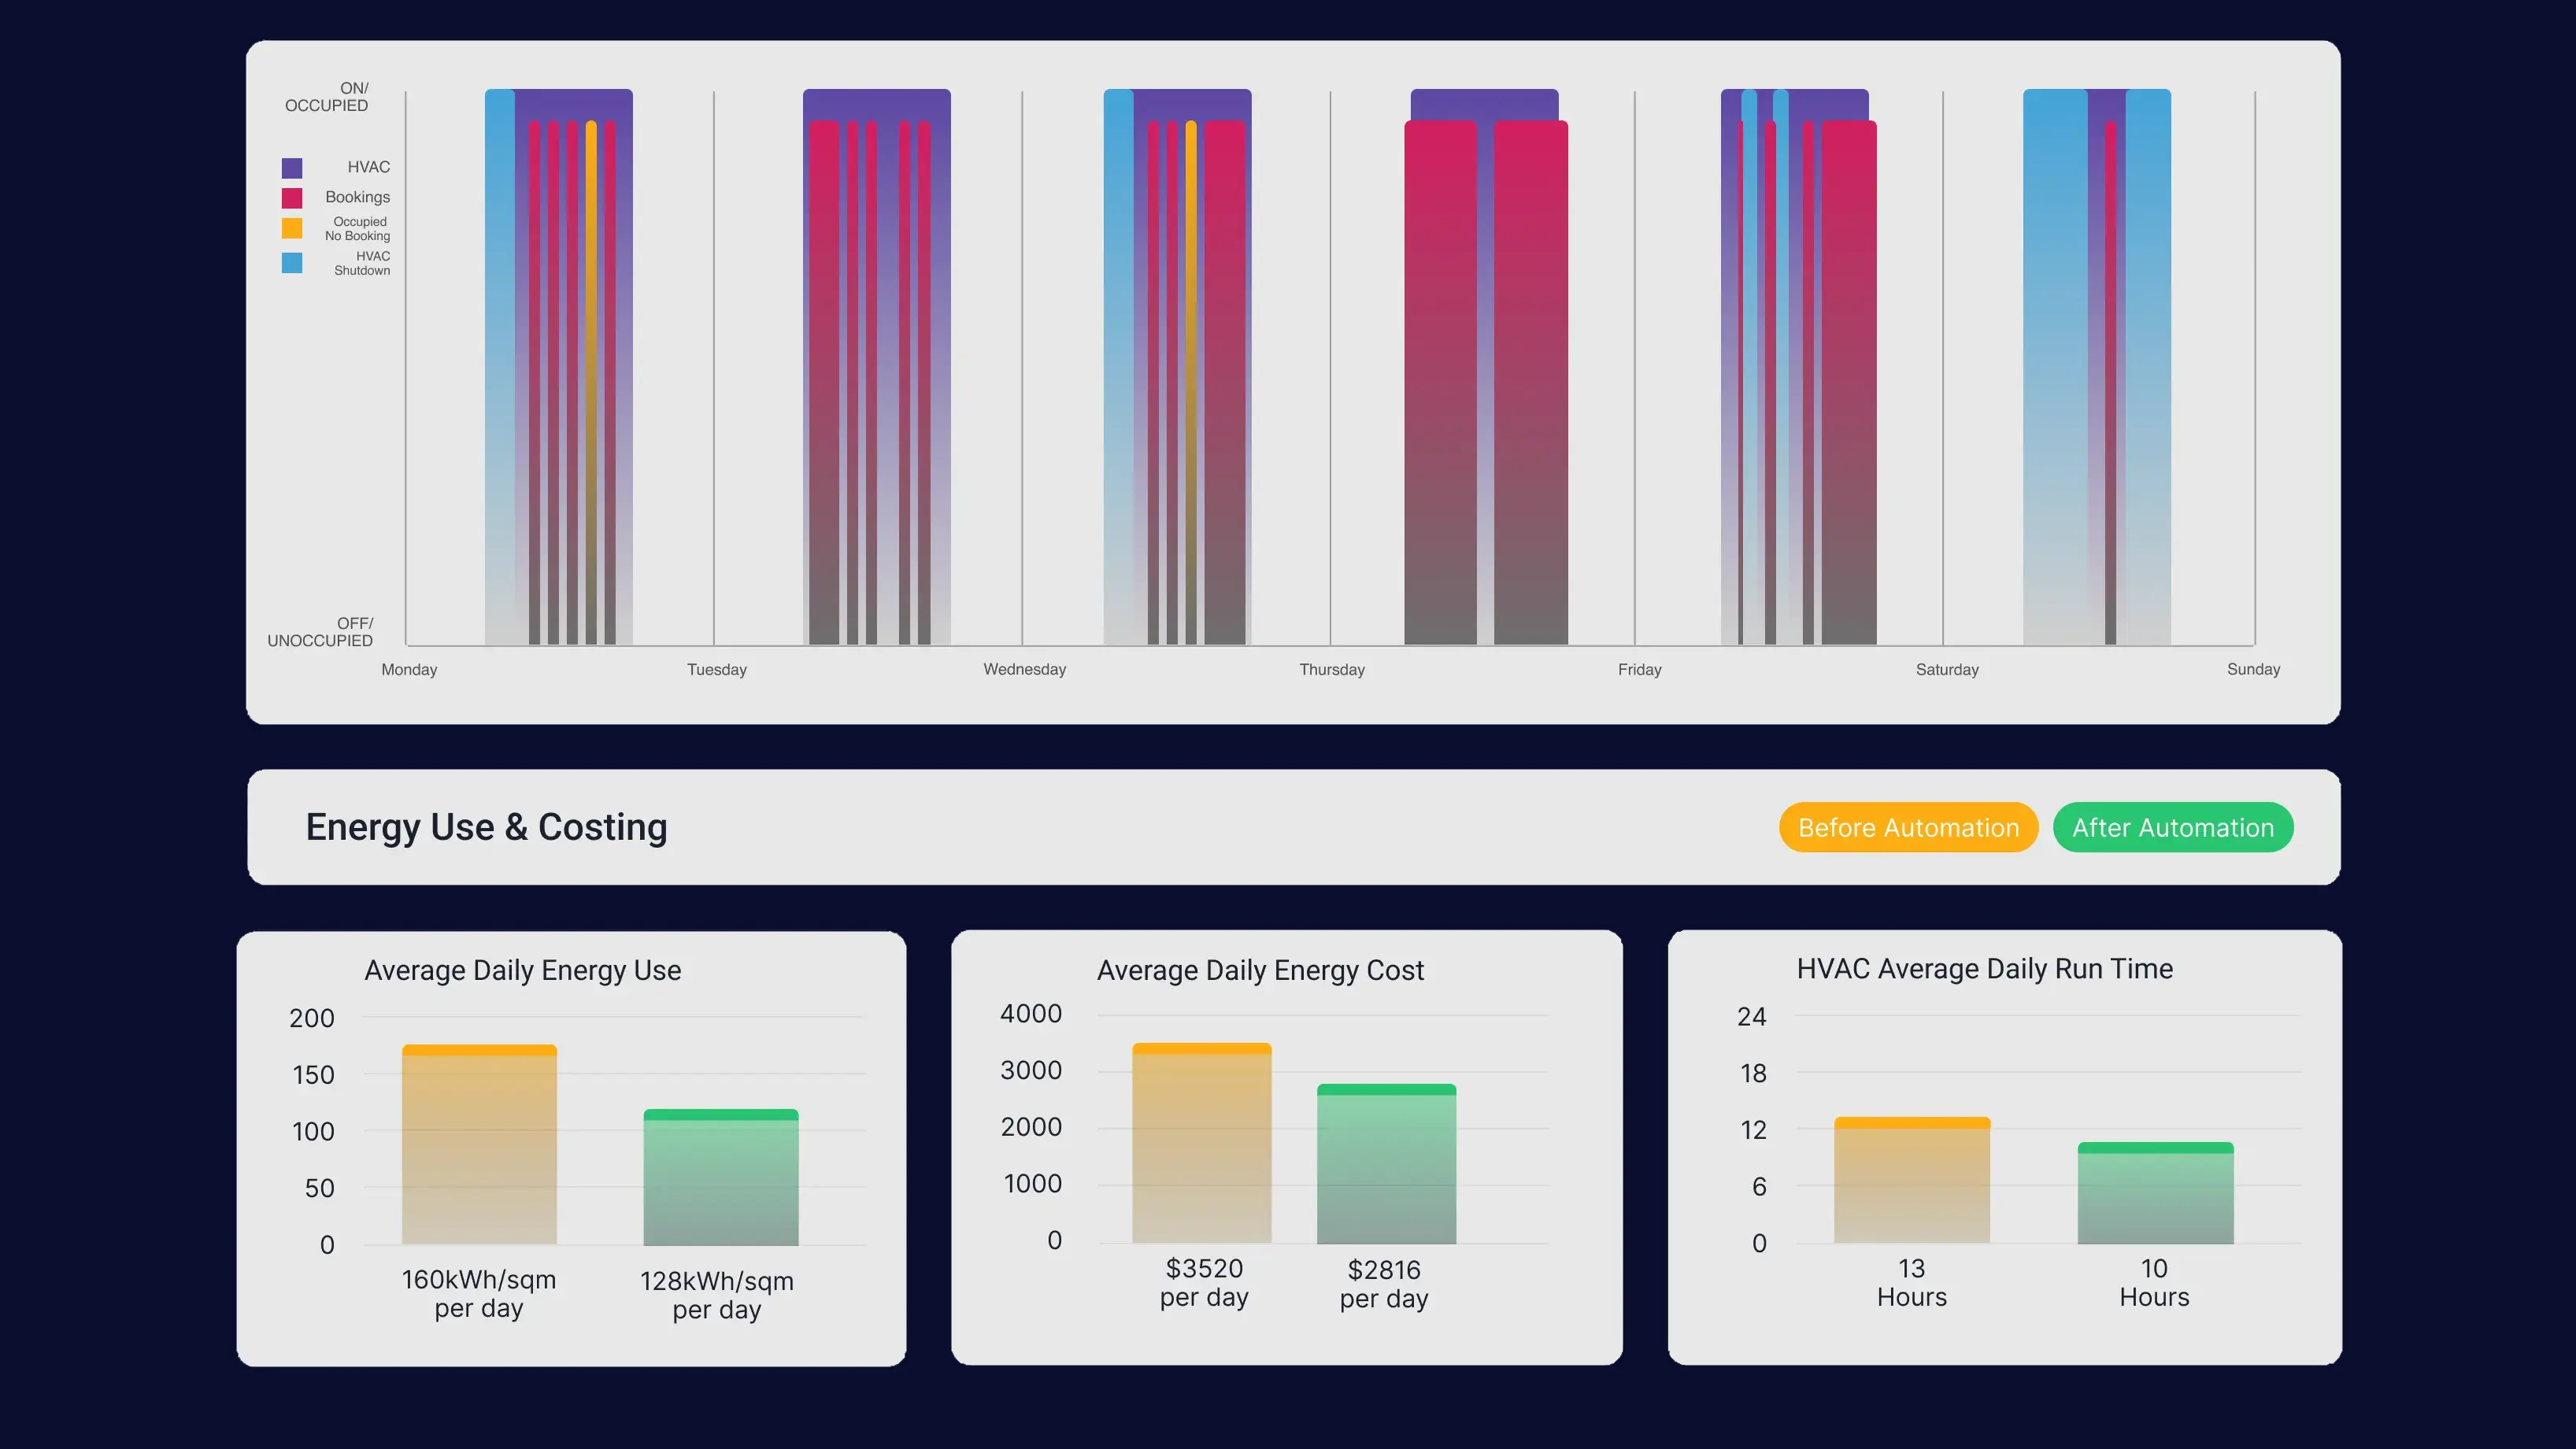 ON/
OCCUPIED
HVAC
Bookings
Occupied
No Booking
HVAC
Shutdown
OFF/
UNOCCUPIED
Monday
Tuesday
Wednesday
Thursday
Friday
Saturday
Sunday
Energy Use & Costing
Before Automation
After Automation
Average Daily Energy Use
200
150
100
50
0
160kWh/sqm
per day
128kWh/sqm
per day
Average Daily Energy Cost
4000
3000
2000
1000
0
$3520
per day
$2816
per day
HVAC Average Daily Run Time
24
18
12
6
0
13
Hours
10
Hours